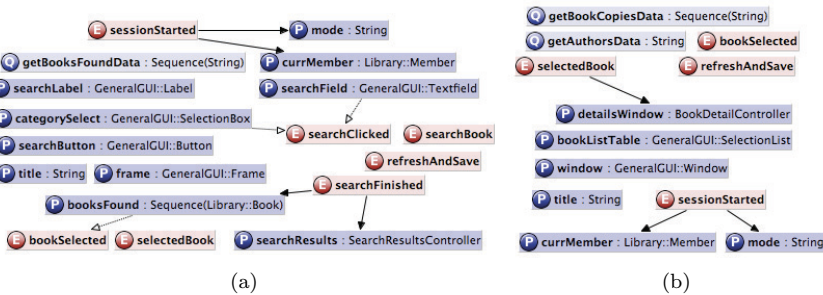 E sessionStarted
P mode : String
Q getBooksFoundData : Sequence(String)
P currMember : Library::Member
P searchLabel : GeneralGUI::Label
P searchField : GeneralGUI::Textfield
P categorySelect : GeneralGUI::SelectionBox
E searchClicked
E searchBook
P searchButton : GeneralGUI::Button
E refreshAndSave
P title : String
P frame : GeneralGUI::Frame
E searchFinished
P booksFound : Sequence(Library::Book)
E bookSelected
E selectedBook
P searchResults : SearchResultsController
(a)
Q getBookCopiesData : Sequence(String)
Q getAuthorsData : String
E bookSelected
E selectedBook
E refreshAndSave
P detailsWindow : BookDetailController
P bookListTable : GeneralGUI::SelectionList
P window : GeneralGUI::Window
P title : String
E sessionStarted
P currMember : Library::Member
P mode : String
(b)